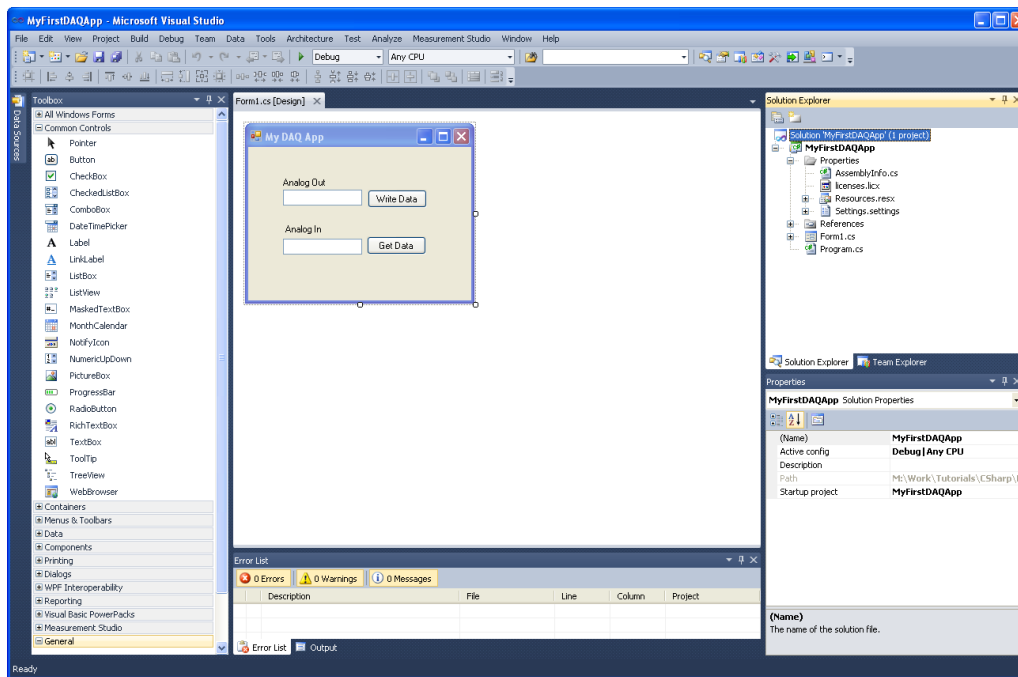 MyFirstDAQApp - Microsoft Visual Studio
File Edit View Project Build Debug Team Data Tools Architecture Test Analyze Measurement Studio Window Help
Debug Any CPU
Data Sources
Toolbox
All Windows Forms
Common Controls
Pointer
Button
CheckBox
CheckedListBox
ComboBox
DateTimePicker
Label
LinkLabel
ListBox
ListView
MaskedTextBox
MonthCalendar
NotifyIcon
NumericUpDown
PictureBox
ProgressBar
RadioButton
RichTextBox
TextBox
ToolTip
TreeView
WebBrowser
Containers
Menus & Toolbars
Data
Components
Printing
Dialogs
WPF Interoperability
Reporting
Visual Basic PowerPacks
Measurement Studio
General
Form1.cs [Design]
My DAQ App
Analog Out
Write Data
Analog In
Get Data
Error List
0 Errors 0 Warnings 0 Messages
Description File Line Column Project
Error List Output
Solution Explorer
Solution 'MyFirstDAQApp' (1 project)
MyFirstDAQApp
Properties
AssemblyInfo.cs
licenses.licx
Resources.resx
Settings.settings
References
Form1.cs
Program.cs
Solution Explorer Team Explorer
Properties
MyFirstDAQApp Solution Properties
(Name) MyFirstDAQApp
Active config Debug|Any CPU
Description
Path M:\Work\Tutorials\CSharp\
Startup project MyFirstDAQApp
(Name)
The name of the solution file.
Ready